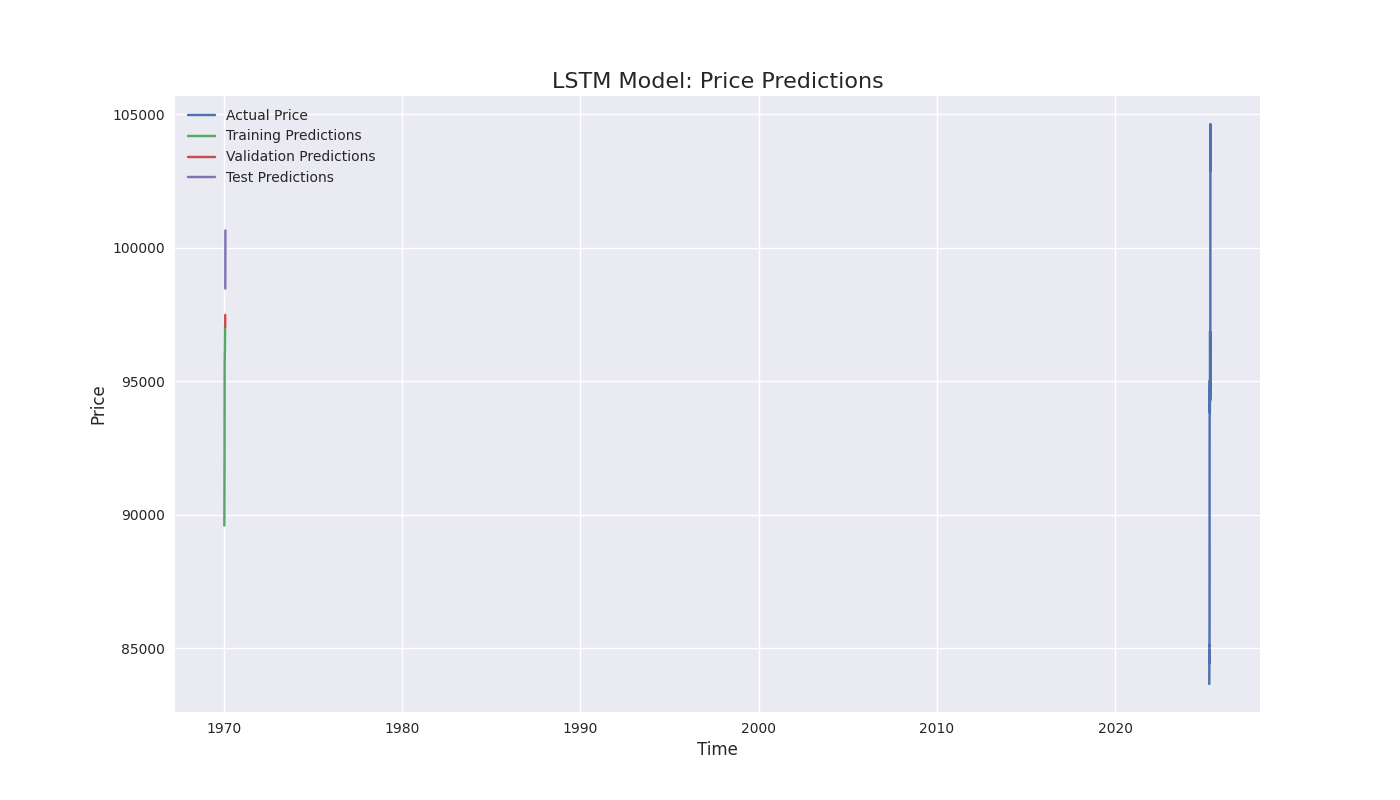 LSTM Model: Price Predictions
Actual Price
Training Predictions
Validation Predictions
Test Predictions
105000
100000
95000
90000
85000
Price
1970 1980 1990 2000 2010 2020
Time